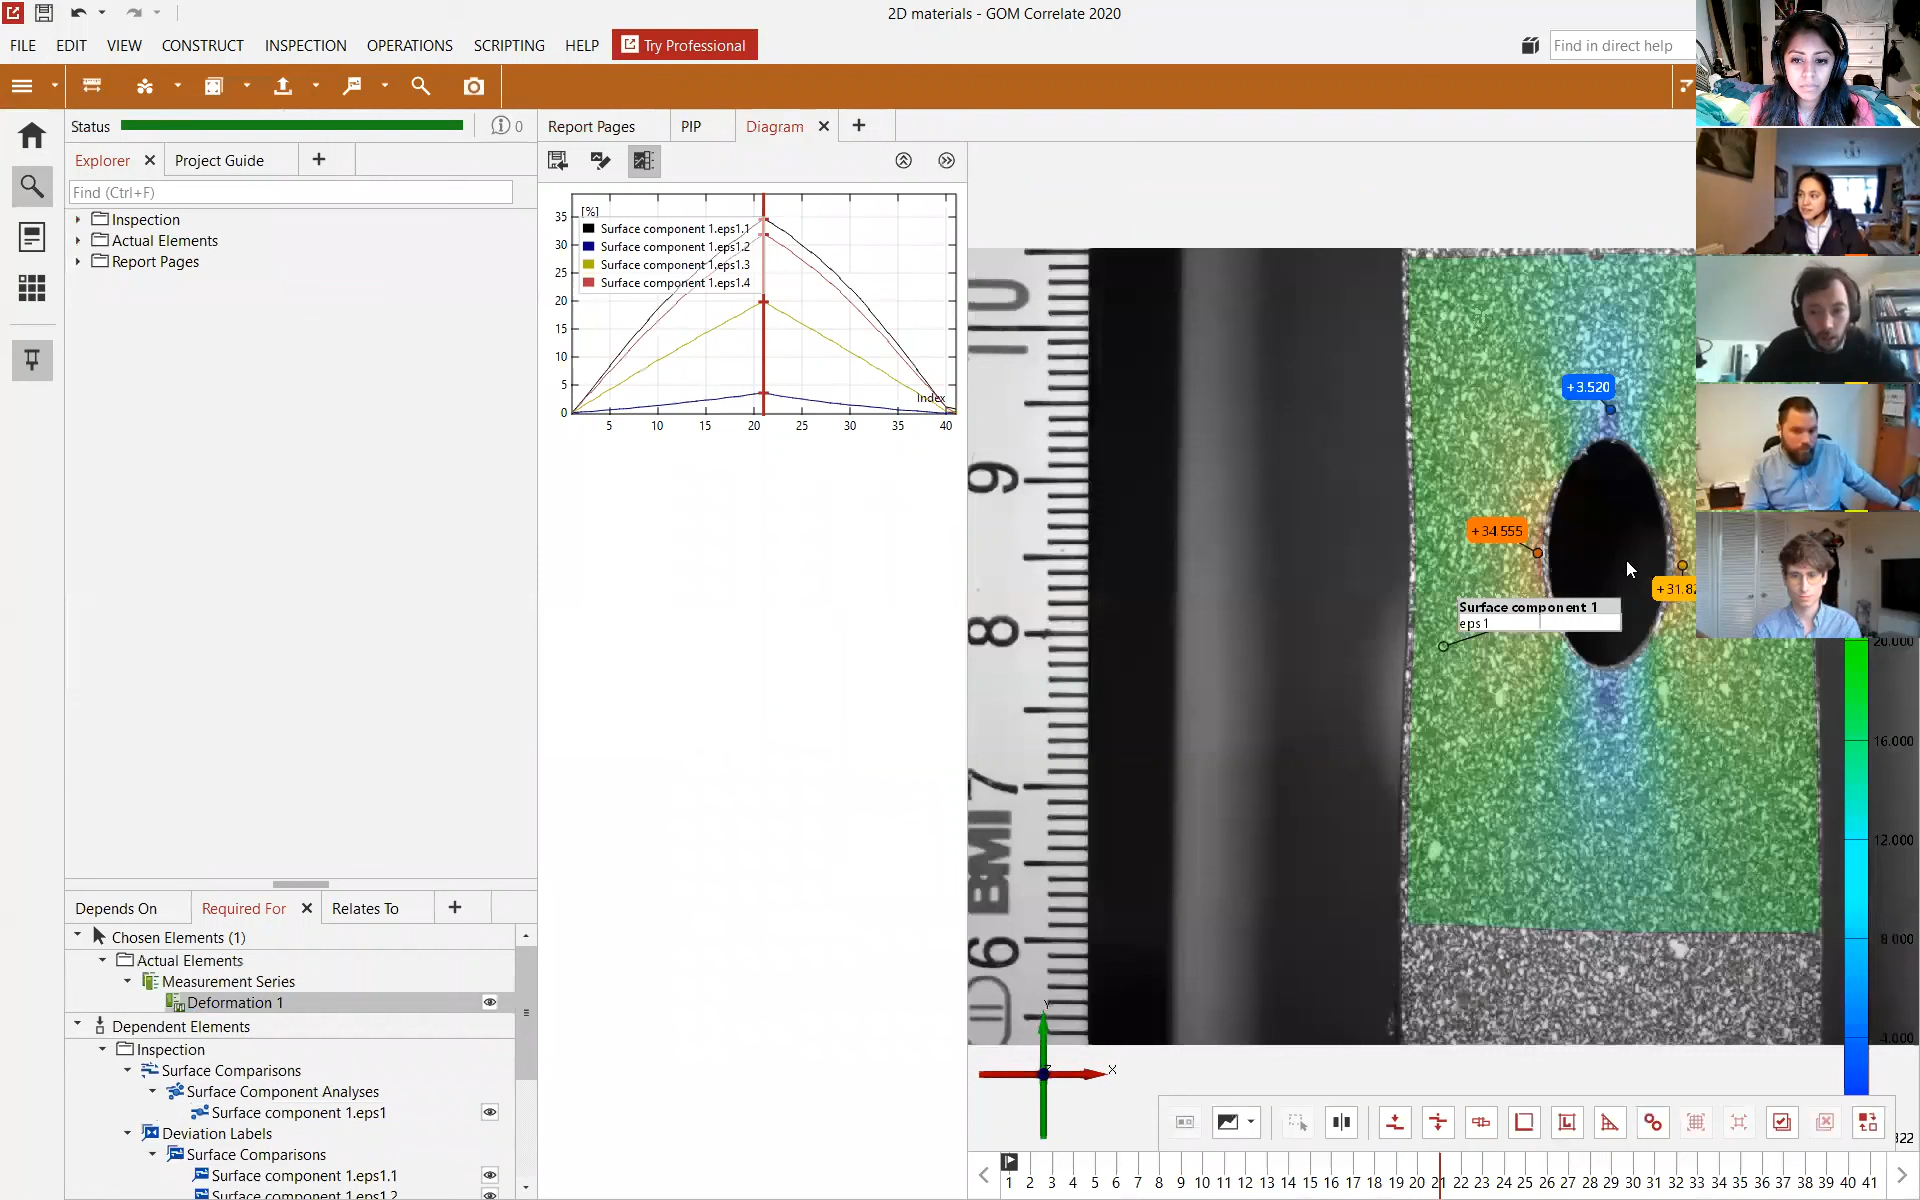 2D materials - GOM Correlate 2020
FILE EDIT VIEW CONSTRUCT INSPECTION OPERATIONS SCRIPTING HELP Try Professional
Find in direct help
Status
0
Report Pages PIP Diagram
Explorer Project Guide
Find (Ctrl+F)
Inspection
Actual Elements
Report Pages
[%]
Surface component 1.eps1.1
Surface component 1.eps1.2
Surface component 1.eps1.3
Surface component 1.eps1.4
35
30
25
20
15
10
5
0
Index
5 10 15 20 25 30 35 40
10
9
8
7
6
BMI
+3.520
+34.555
+31.82
Surface component 1
eps1
20.000
16.000
12.000
8.000
4.000
Y
X
Depends On Required For Relates To
Chosen Elements (1)
Actual Elements
Measurement Series
Deformation 1
Dependent Elements
Inspection
Surface Comparisons
Surface Component Analyses
Surface component 1.eps1
Deviation Labels
Surface Comparisons
Surface component 1.eps1.1
Surface component 1.eps1.2
322
1 2 3 4 5 6 7 8 9 10 11 12 13 14 15 16 17 18 19 20 21 22 23 24 25 26 27 28 29 30 31 32 33 34 35 36 37 38 39 40 41